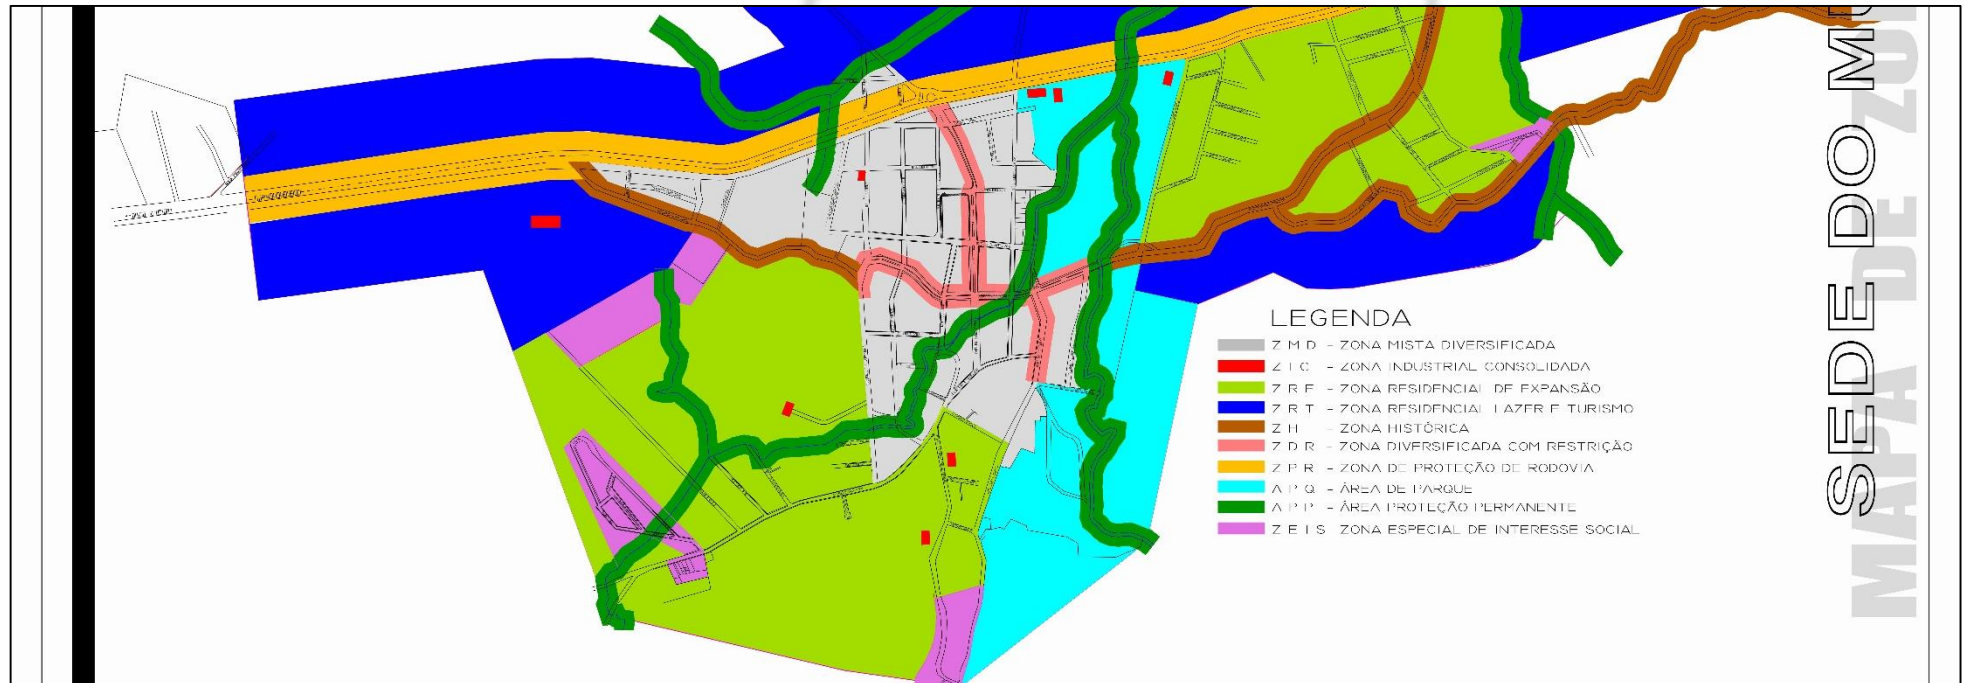 LEGENDA
Z M D - ZONA MISTA DIVERSIFICADA
Z I C - ZONA INDUSTRIAL CONSOLIDADA
Z R E - ZONA RESIDENCIAL DE EXPANSÃO
Z R T - ZONA RESIDENCIAL LAZER E TURISMO
Z H - ZONA HISTÓRICA
Z D R - ZONA DIVERSIFICADA COM RESTRIÇÃO
Z P R - ZONA DE PROTEÇÃO DE RODOVIA
A P Q - ÁREA DE PARQUE
A P P - ÁREA PROTEÇÃO PERMANENTE
Z E I S ZONA ESPECIAL DE INTERESSE SOCIAL
SEDE DO MU
MAPA DE ZO